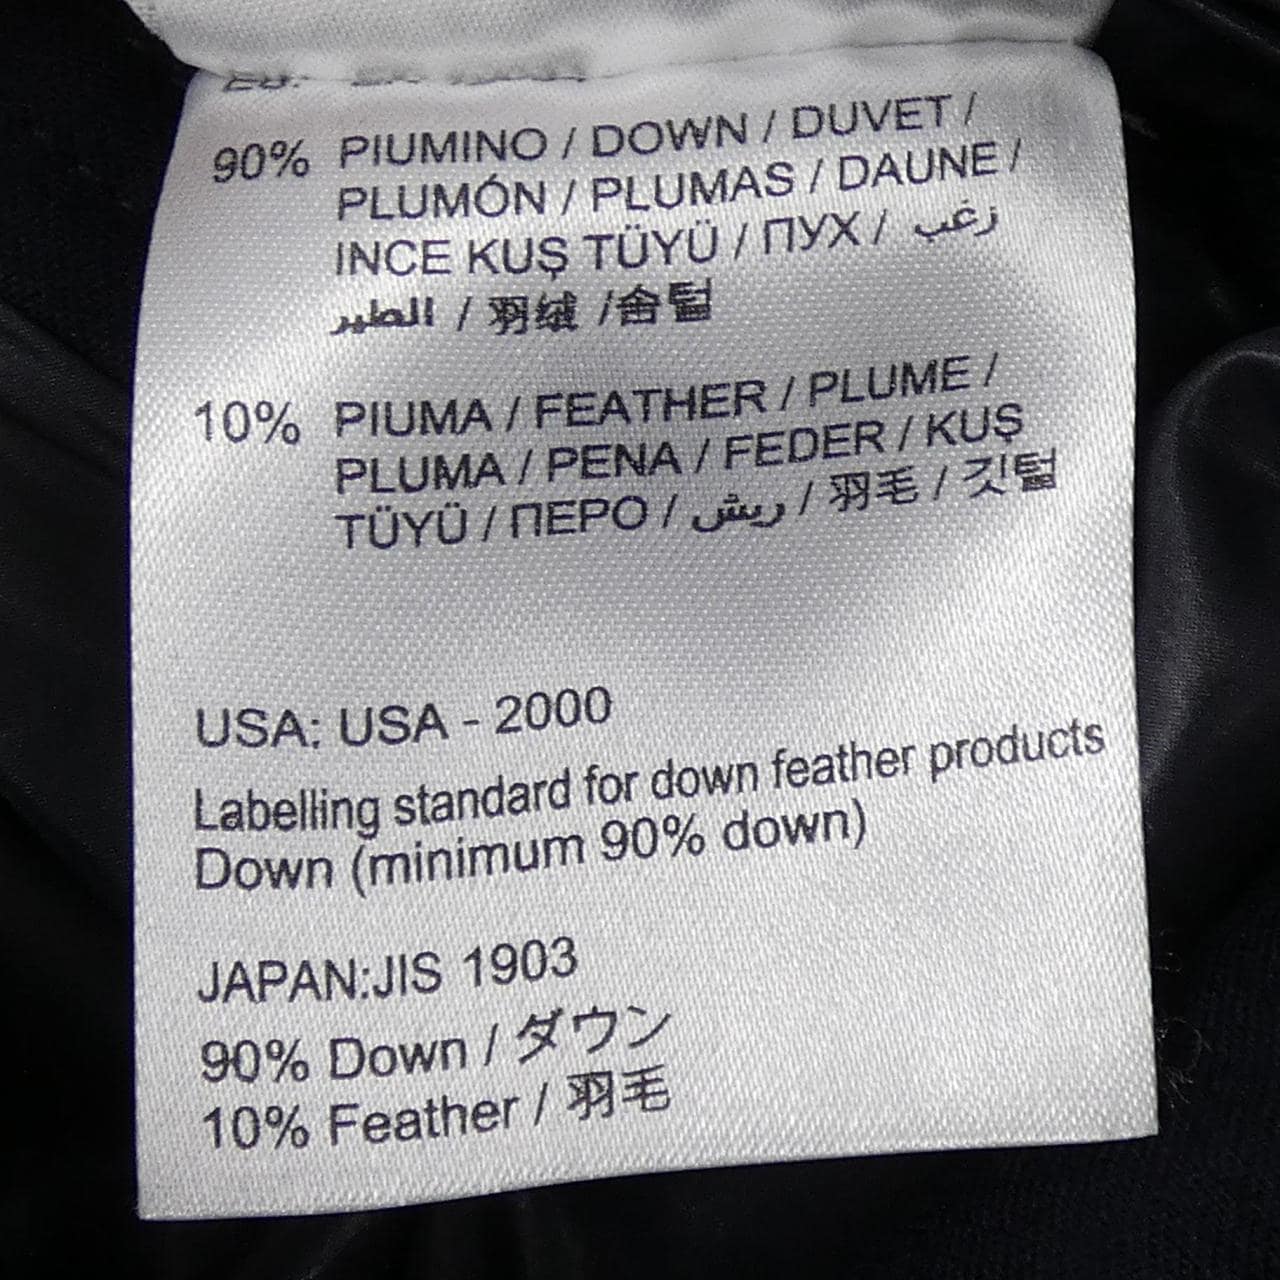 90% PIUMINO / DOWN / DUVET /
PLUMÓN / PLUMAS / DAUNE /
INCE KUŞ TÜYÜ / ПУХ / زغب
الطير / 羽绒 /솜털
10% PIUMA / FEATHER / PLUME /
PLUMA / PENA / FEDER / KUŞ
TÜYÜ / ПЕРО / ريش / 羽毛 / 깃털
USA: USA - 2000
Labelling standard for down feather products
Down (minimum 90% down)
JAPAN:JIS 1903
90% Down / ダウン
10% Feather / 羽毛